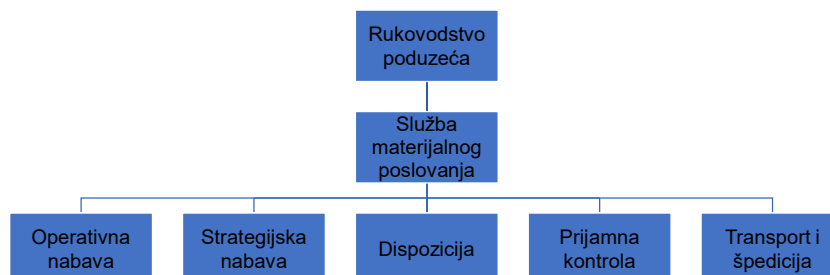 Rukovodstvo
poduzeća
Služba
materijalnog
poslovanja
Operativna
nabava
Strategijska
nabava
Dispozicija
Prijamna
kontrola
Transport i
špedicija